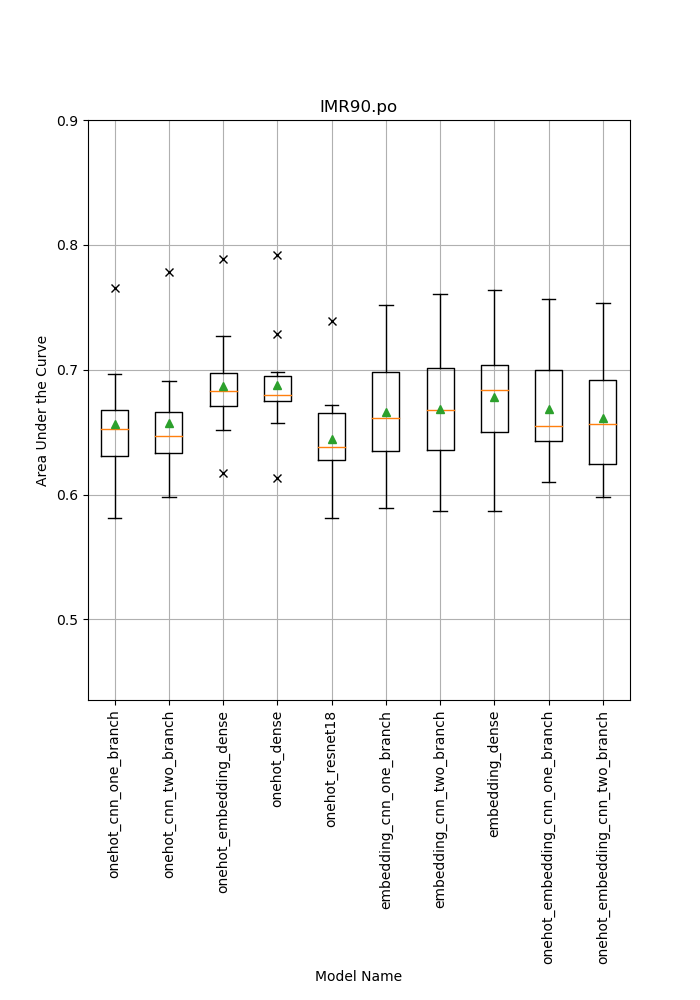 IMR90.po
0.9
0.8
0.7
0.6
0.5
Area Under the Curve
onehot_cnn_one_branch
onehot_cnn_two_branch
onehot_embedding_dense
onehot_dense
onehot_resnet18
embedding_cnn_one_branch
embedding_cnn_two_branch
embedding_dense
onehot_embedding_cnn_one_branch
onehot_embedding_cnn_two_branch
Model Name